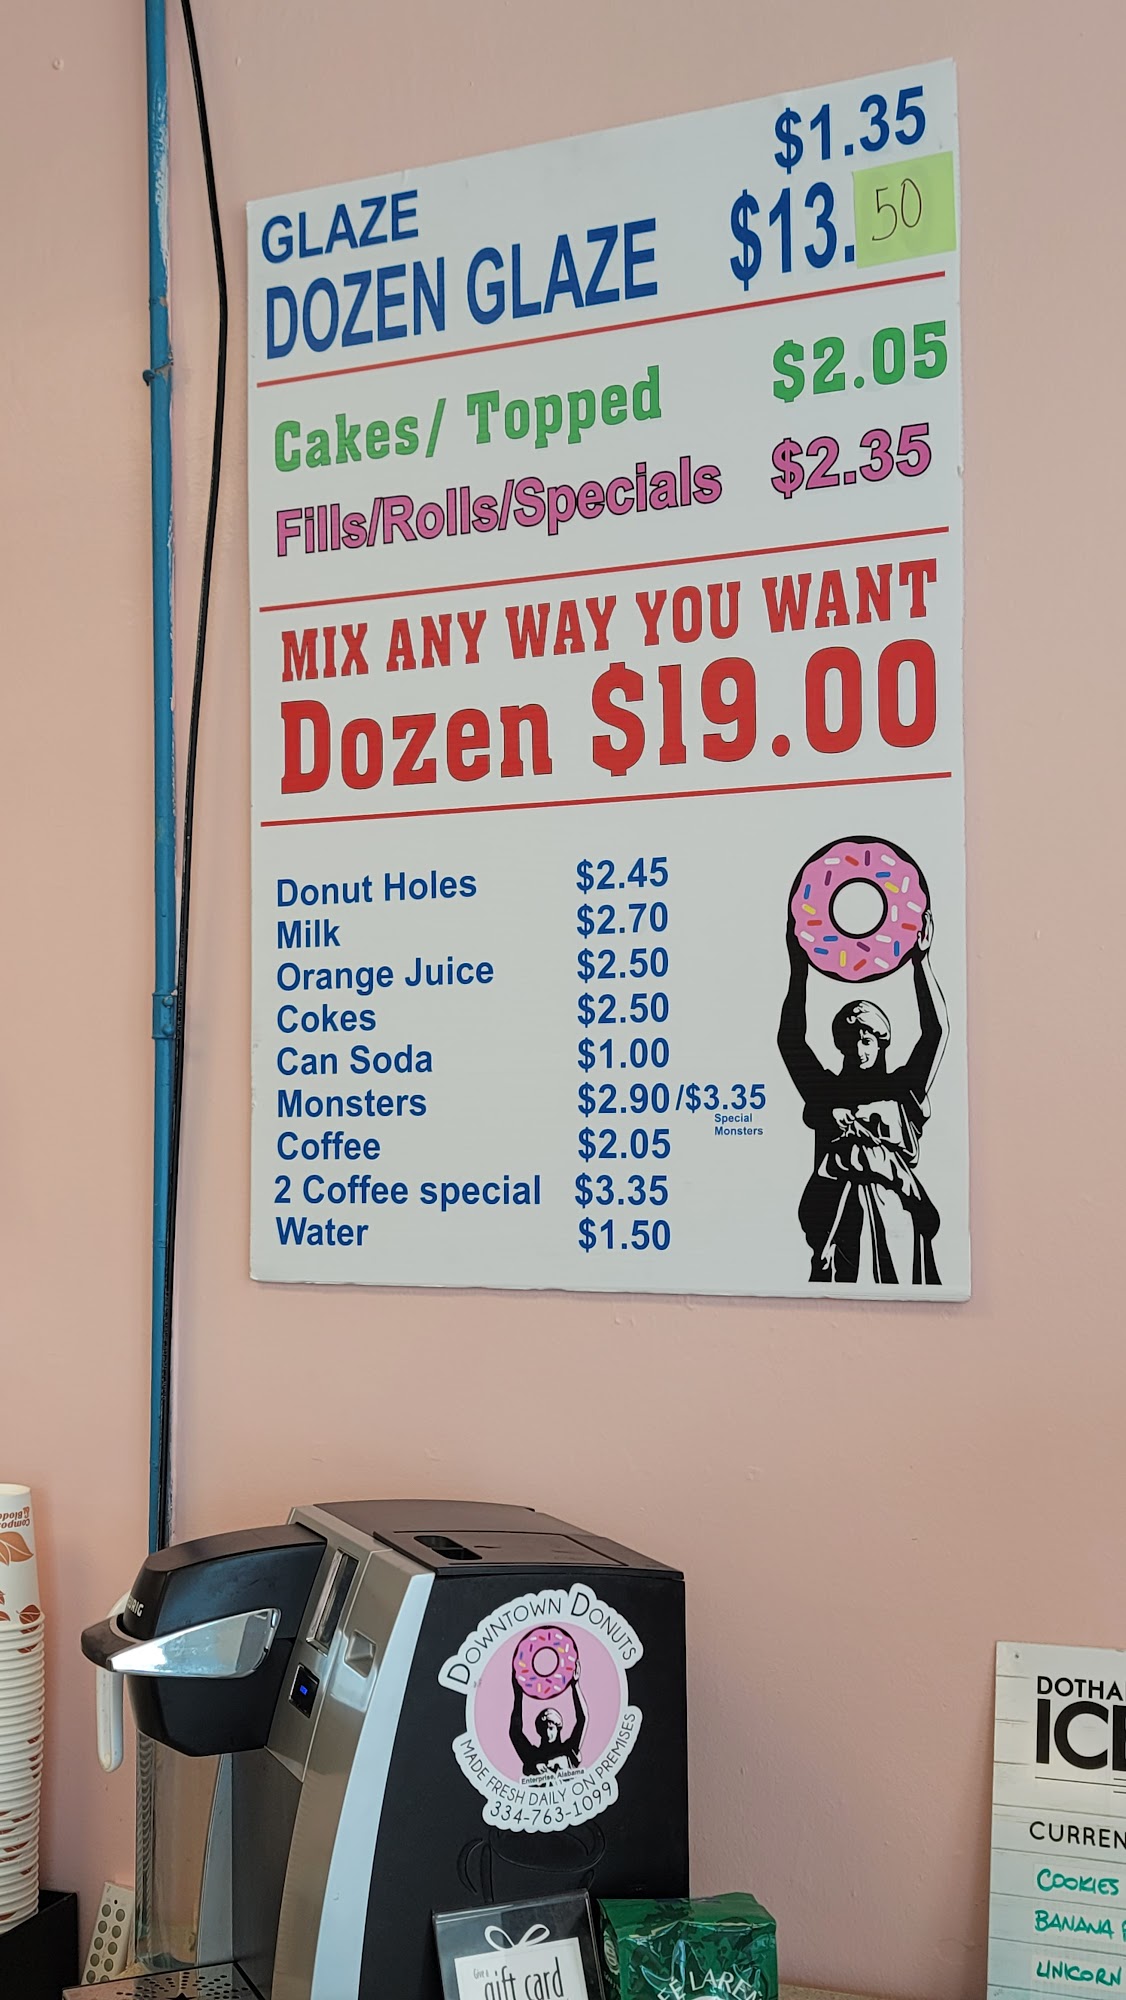 GLAZE $1.35
DOZEN GLAZE $13.50
Cakes/ Topped $2.05
Fills/Rolls/Specials $2.35
MIX ANY WAY YOU WANT
Dozen $19.00
Donut Holes $2.45
Milk $2.70
Orange Juice $2.50
Cokes $2.50
Can Soda $1.00
Monsters $2.90/$3.35
Special
Monsters
Coffee $2.05
2 Coffee special $3.35
Water $1.50
DOWNTOWN DONUTS
Enterprise, Alabama
MADE FRESH DAILY ON PREMISES
334-763-1099
Give a
gift card
CURREN
COOKIES
BANANA
UNICORN